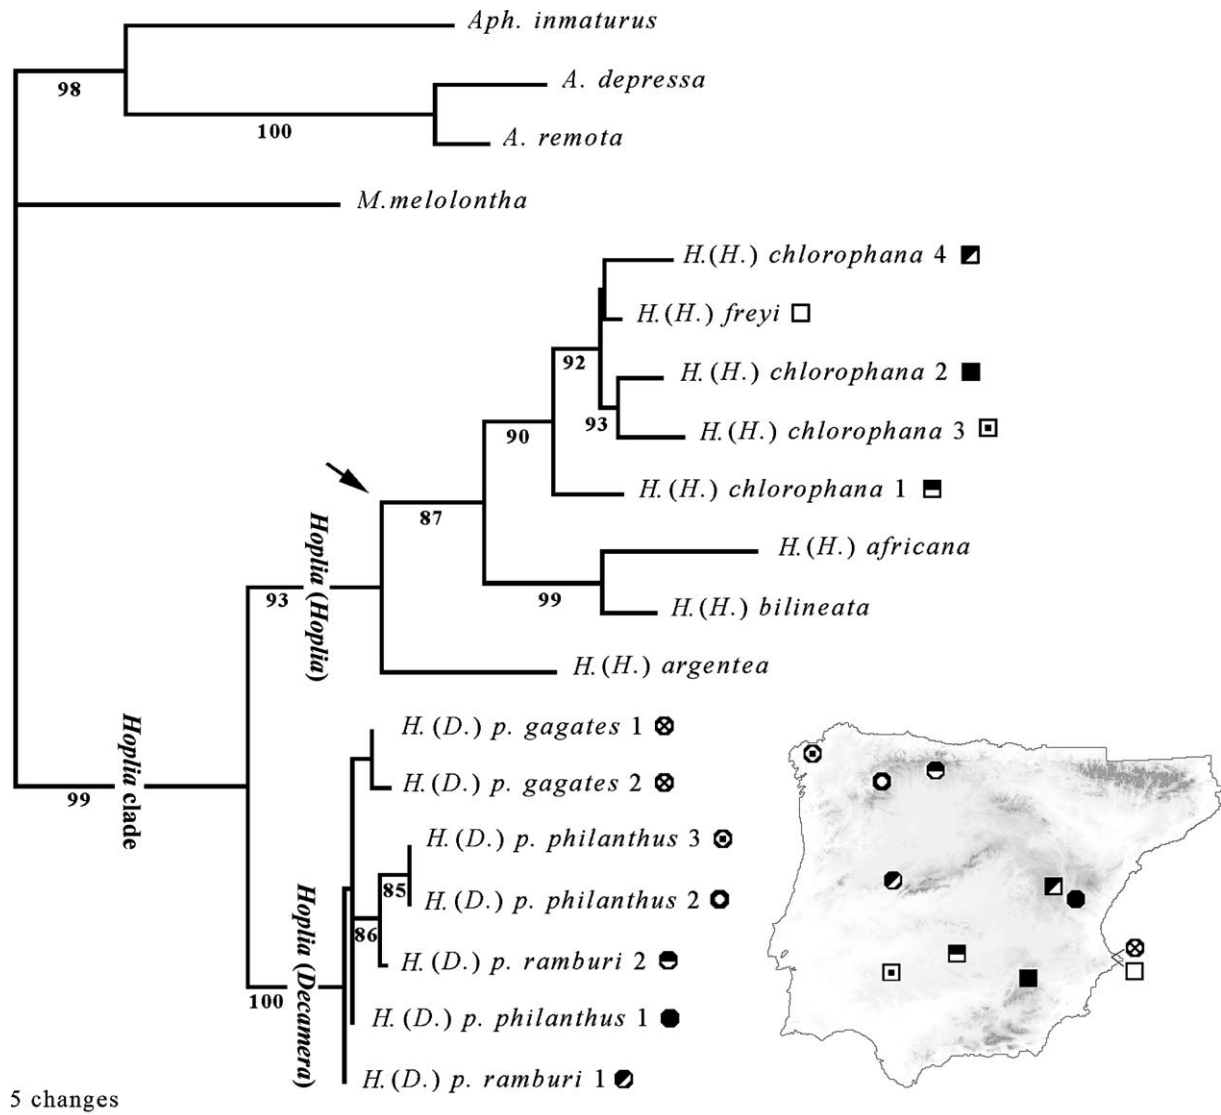 Aph. inmaturus
98
A. depressa
100
A. remota
M.melolontha
H.(H.) chlorophana 4
H.(H.) freyi
92
H.(H.) chlorophana 2
93
H.(H.) chlorophana 3
90
H.(H.) chlorophana 1
87
H.(H.) africana
Hoplia (Hoplia)
93
99
H.(H.) bilineata
H.(H.) argentea
H.(D.) p. gagates 1
Hoplia clade
99
H.(D.) p. gagates 2
H.(D.) p. philanthus 3
85
H.(D.) p. philanthus 2
86
H.(D.) p. ramburi 2
Hoplia (Decamera)
100
H.(D.) p. philanthus 1
H.(D.) p. ramburi 1
5 changes